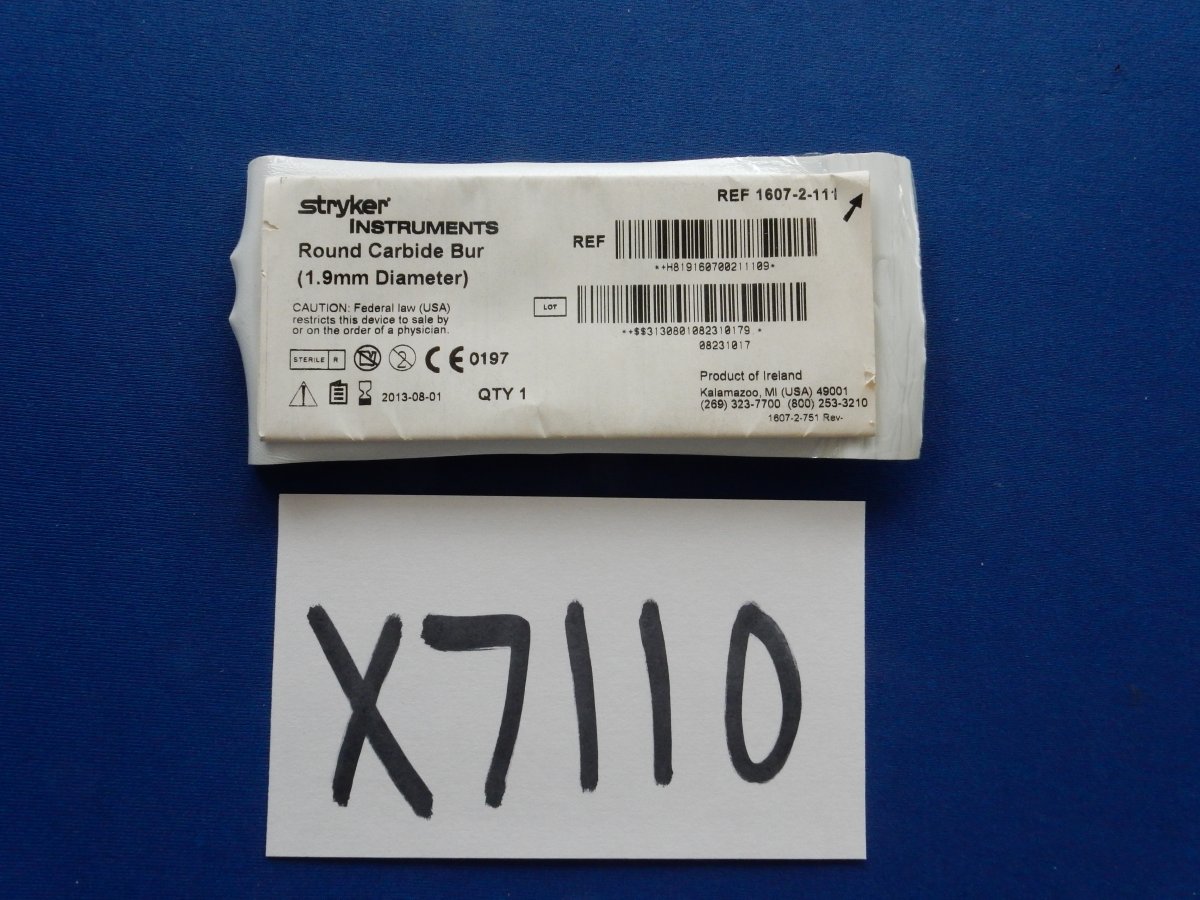 stryker®
INSTRUMENTS
Round Carbide Bur
(1.9mm Diameter)
CAUTION: Federal law (USA)
restricts this device to sale by
or on the order of a physician.
STERILE R
2
CE 0197
2013-08-01
QTY 1
REF 1607-2-111
REF
*+H819160700211109*
LOT
*+$$3130801082310179 *
08231017
Product of Ireland
Kalamazoo, MI (USA) 49001
(269) 323-7700 (800) 253-3210
1607-2-751 Rev-
X7110